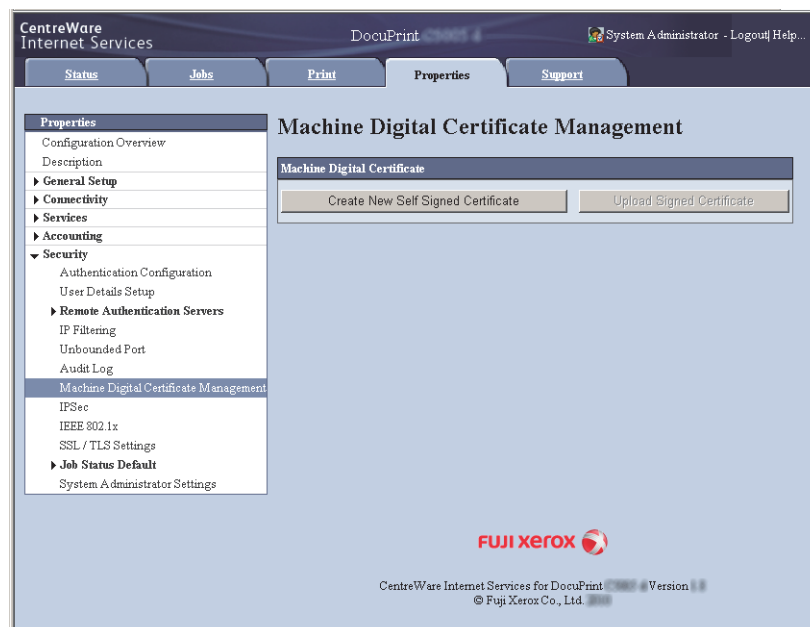 CentreWare
Internet Services
DocuPrint
System Administrator - Logout| Help...
Status
Jobs
Print
Properties
Support
Properties
Configuration Overview
Description
General Setup
Connectivity
Services
Accounting
Security
Authentication Configuration
User Details Setup
Remote Authentication Servers
IP Filtering
Unbounded Port
Audit Log
Machine Digital Certificate Management
IPSec
IEEE 802.1x
SSL / TLS Settings
Job Status Default
System Administrator Settings
Machine Digital Certificate Management
Machine Digital Certificate
Create New Self Signed Certificate
Upload Signed Certificate
FUJI xerox
CentreWare Internet Services for DocuPrint Version
© Fuji Xerox Co., Ltd.